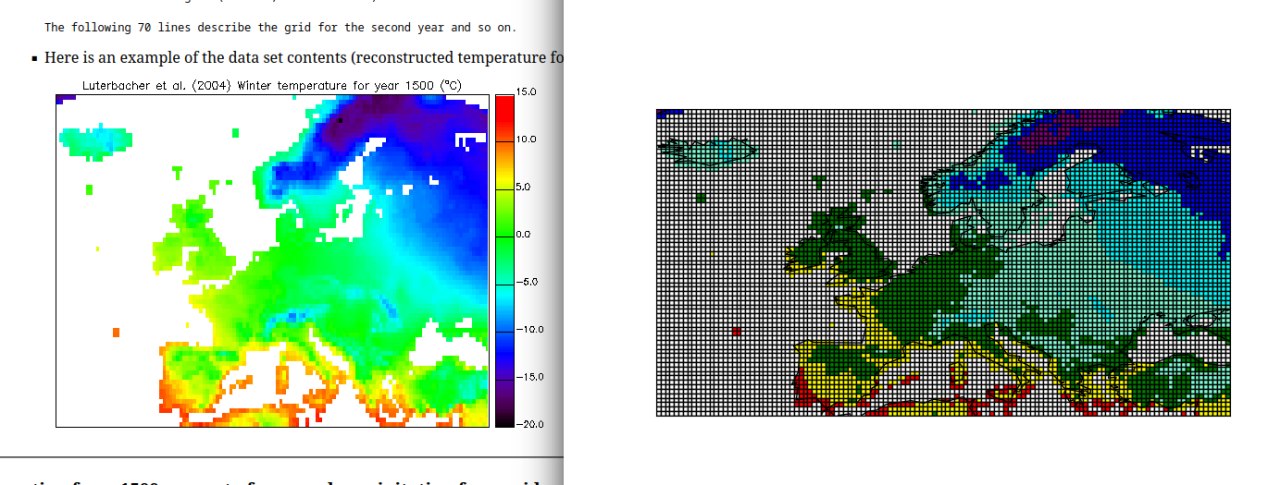 The following 70 lines describe the grid for the second year and so on.
▪ Here is an example of the data set contents (reconstructed temperature fo
Luterbacher et al. (2004) Winter temperature for year 1500 (°C)
15.0
10.0
5.0
0.0
−5.0
−10.0
−15.0
−20.0